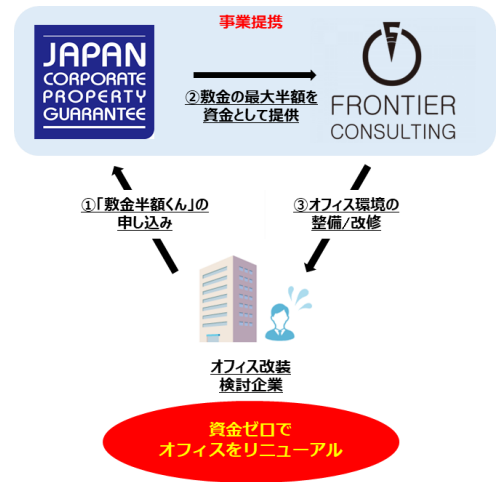 事業提携
JAPAN
CORPORATE
PROPERTY
GUARANTEE
②敷金の最大半額を
資金として提供
FRONTIER
CONSULTING
①「敷金半額くん」の
申し込み
③オフィス環境の
整備/改修
オフィス改装
検討企業
資金ゼロで
オフィスをリニューアル